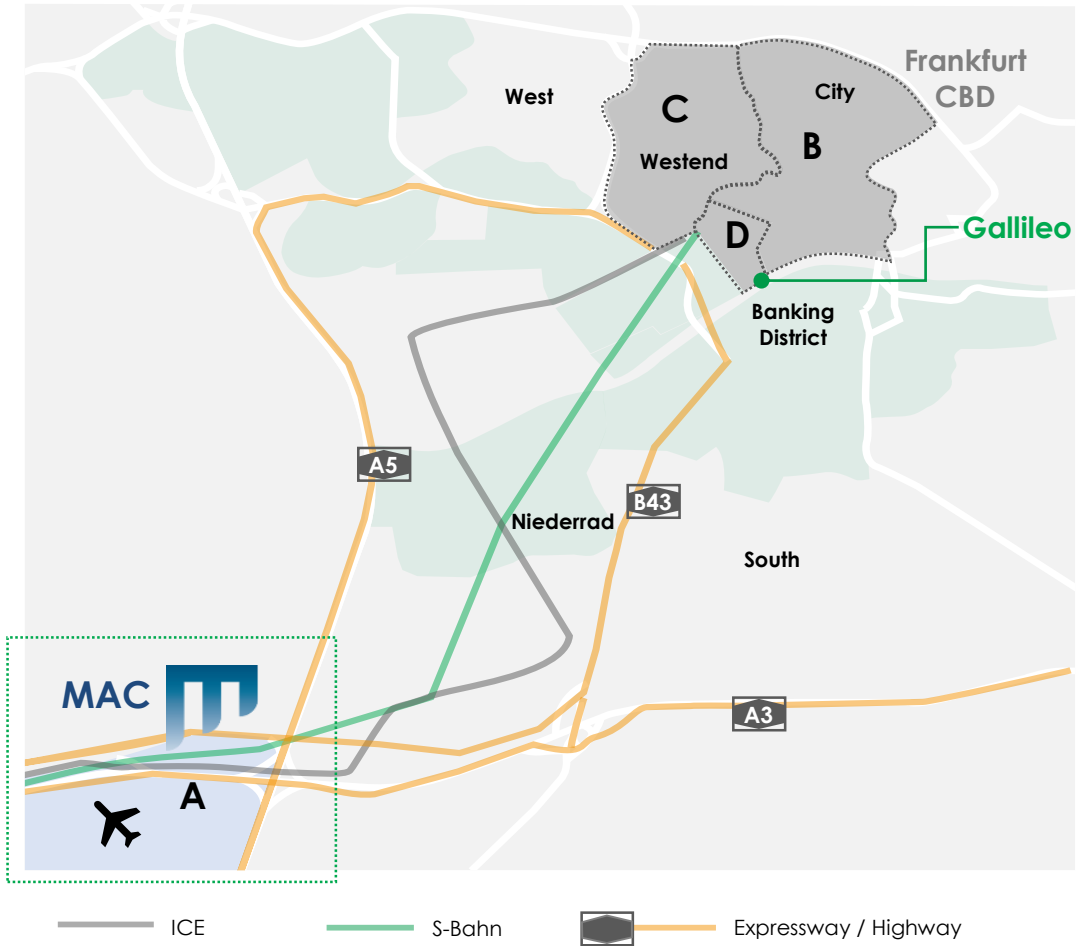 West
C
Westend
City
B
Frankfurt
CBD
D
Gallileo
Banking
District
A5
B43
Niederrad
South
MAC
A3
A
ICE
S-Bahn
Expressway / Highway